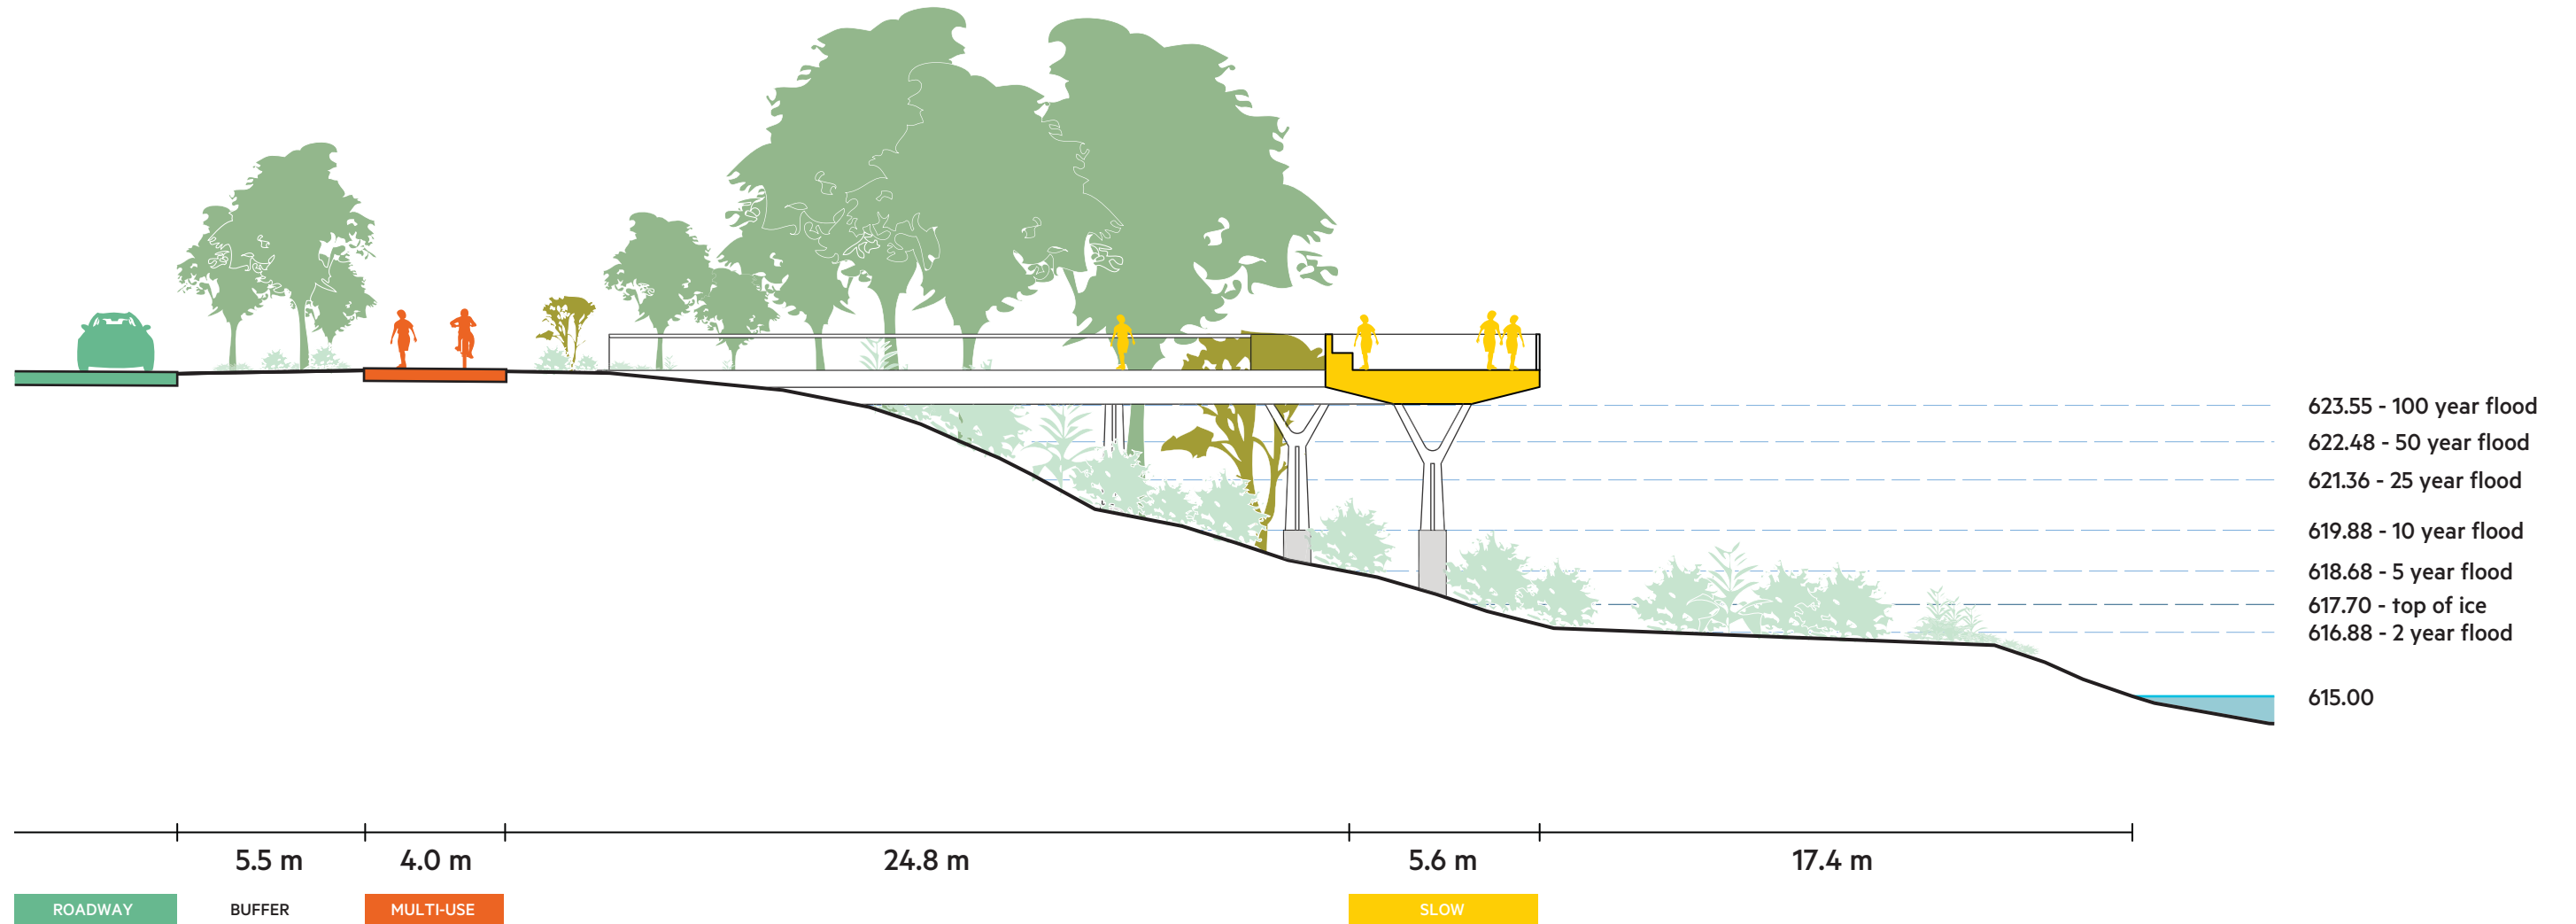 623.55 - 100 year flood
622.48 - 50 year flood
621.36 - 25 year flood
619.88 - 10 year flood
618.68 - 5 year flood
617.70 - top of ice
616.88 - 2 year flood
615.00
5.5 m 4.0 m 24.8 m 5.6 m 17.4 m
ROADWAY BUFFER MULTI-USE SLOW